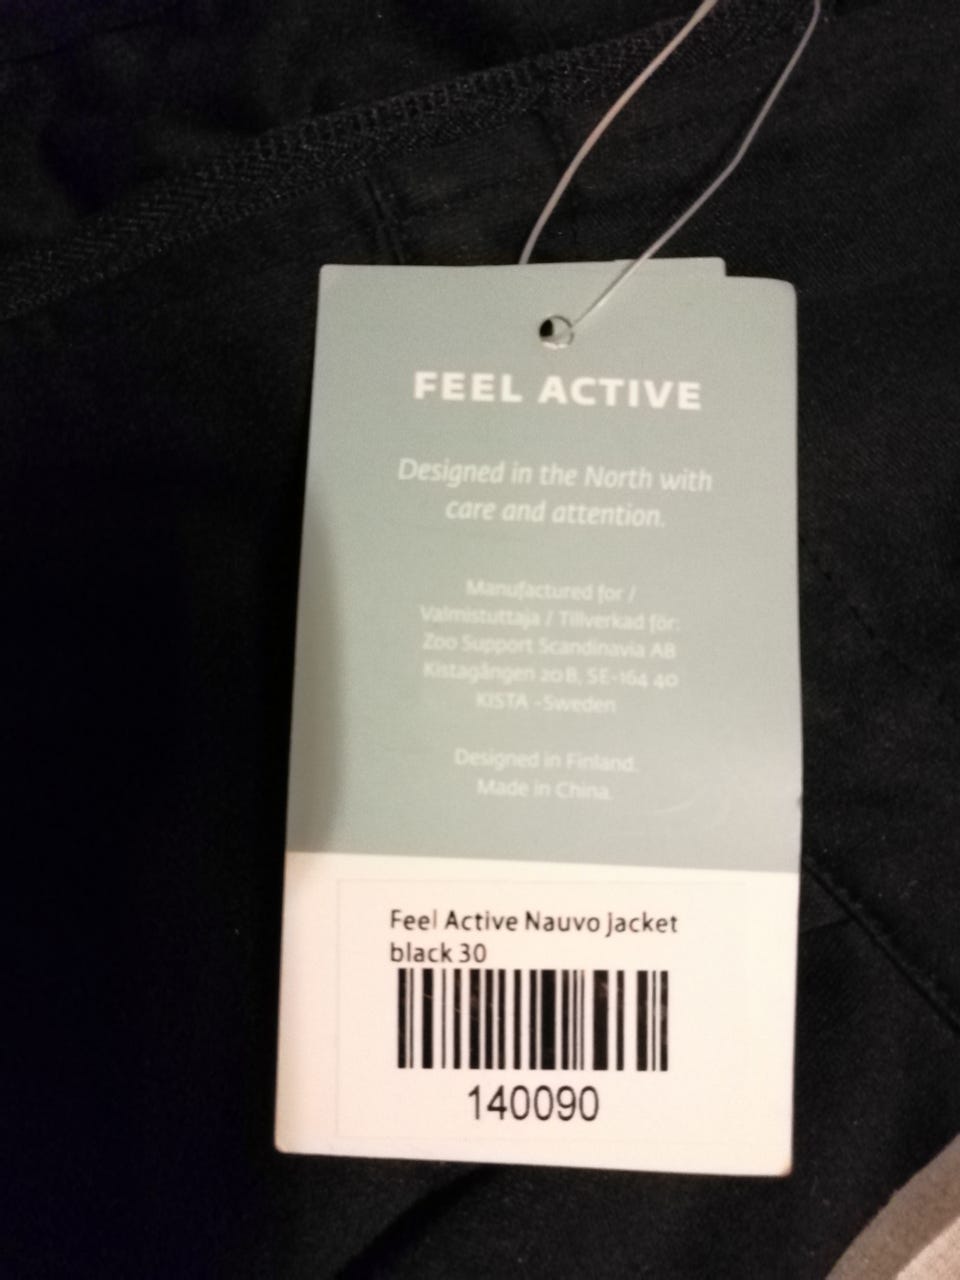 FEEL ACTIVE
Designed in the North with
care and attention.
Manufactured for /
Valmistuttaja / Tillverkad för:
Zoo Support Scandinavia AB
Kistagången 20 B, SE-164 40
KISTA -Sweden
Designed in Finland.
Made in China.
Feel Active Nauvo Jacket
black 30
140090